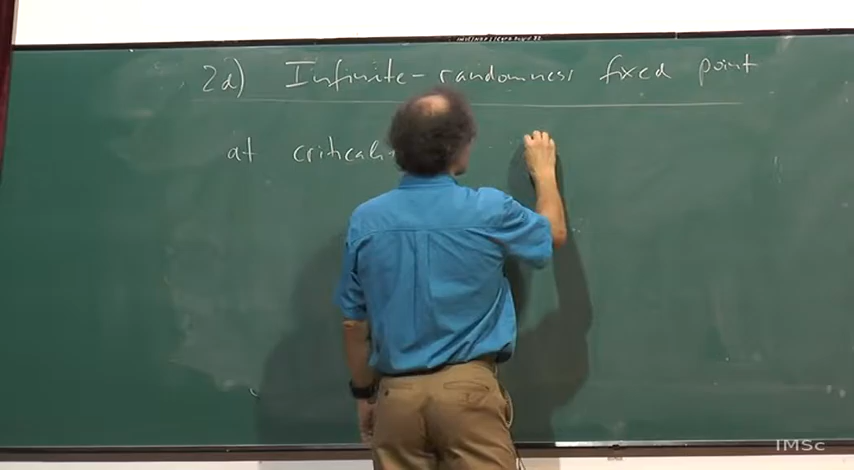 2d) Infinite-randomness fixed point
at critical
IMSc